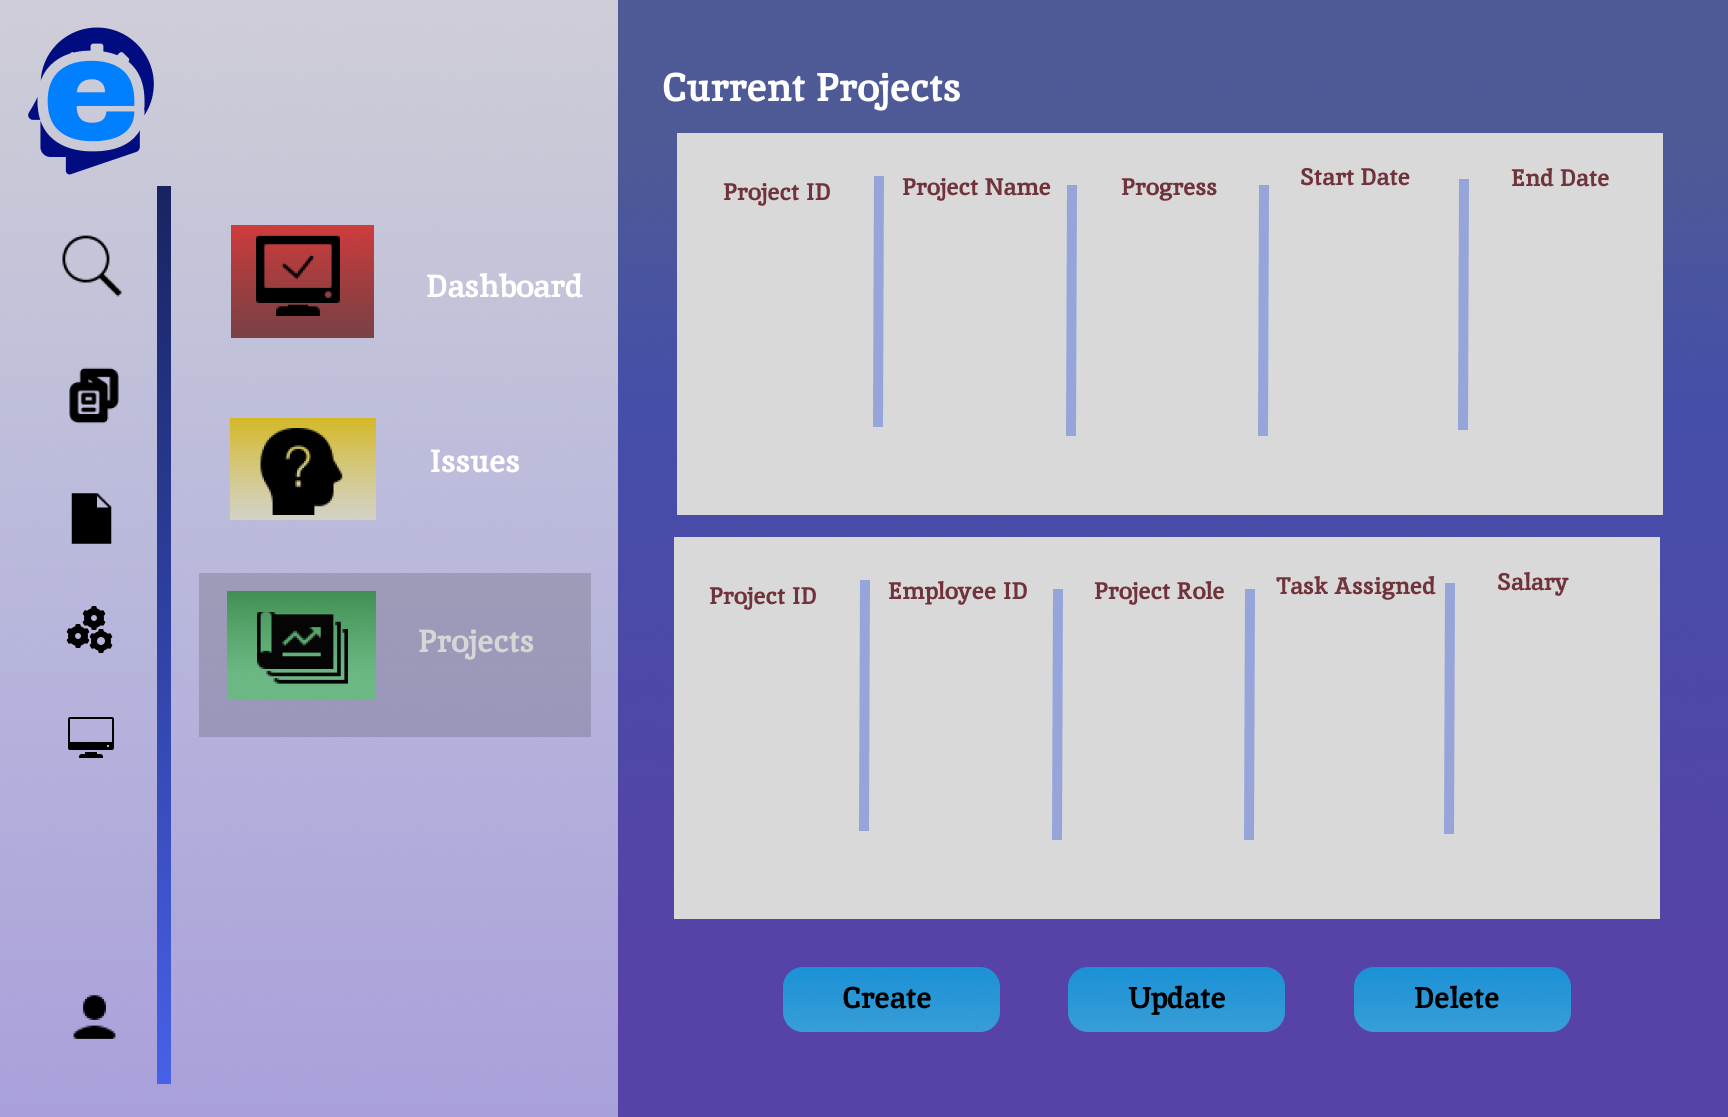 e
Dashboard
?
Issues
Projects
Current Projects
Project ID Project Name Progress Start Date End Date
Project ID Employee ID Project Role Task Assigned Salary
Create Update Delete